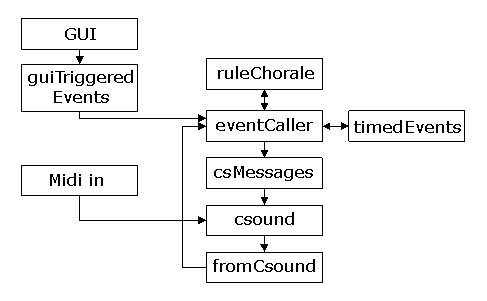 GUI
guiTriggered
Events
ruleChorale
eventCaller
timedEvents
csMessages
Midi in
csound
fromCsound